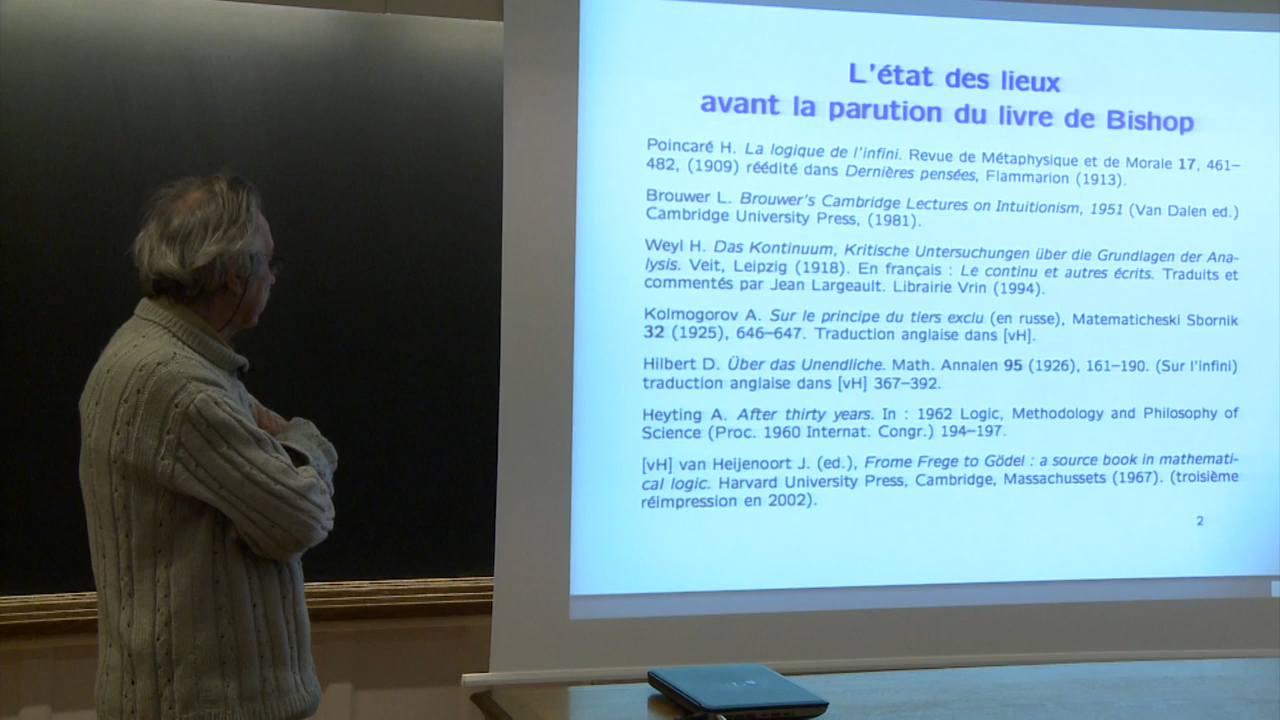 L'état des lieux
avant la parution du livre de Bishop
Poincaré H. La logique de l'infini. Revue de Métaphysique et de Morale 17, 461–
482, (1909) réédité dans Dernières pensées, Flammarion (1913).
Brouwer L. Brouwer's Cambridge Lectures on Intuitionism, 1951 (Van Dalen ed.)
Cambridge University Press, (1981).
Weyl H. Das Kontinuum, Kritische Untersuchungen über die Grundlagen der Ana-
lysis. Veit, Leipzig (1918). En français : Le continu et autres écrits. Traduits et
commentés par Jean Largeault. Librairie Vrin (1994).
Kolmogorov A. Sur le principe du tiers exclu (en russe), Matematicheski Sbornik
32 (1925), 646–647. Traduction anglaise dans [vH].
Hilbert D. Über das Unendliche. Math. Annalen 95 (1926), 161–190. (Sur l'infini)
traduction anglaise dans [vH] 367–392.
Heyting A. After thirty years. In : 1962 Logic, Methodology and Philosophy of
Science (Proc. 1960 Internat. Congr.) 194–197.
[vH] van Heijenoort J. (ed.), Frome Frege to Gödel : a source book in mathemati-
cal logic. Harvard University Press, Cambridge, Massachussets (1967). (troisième
réimpression en 2002).
2